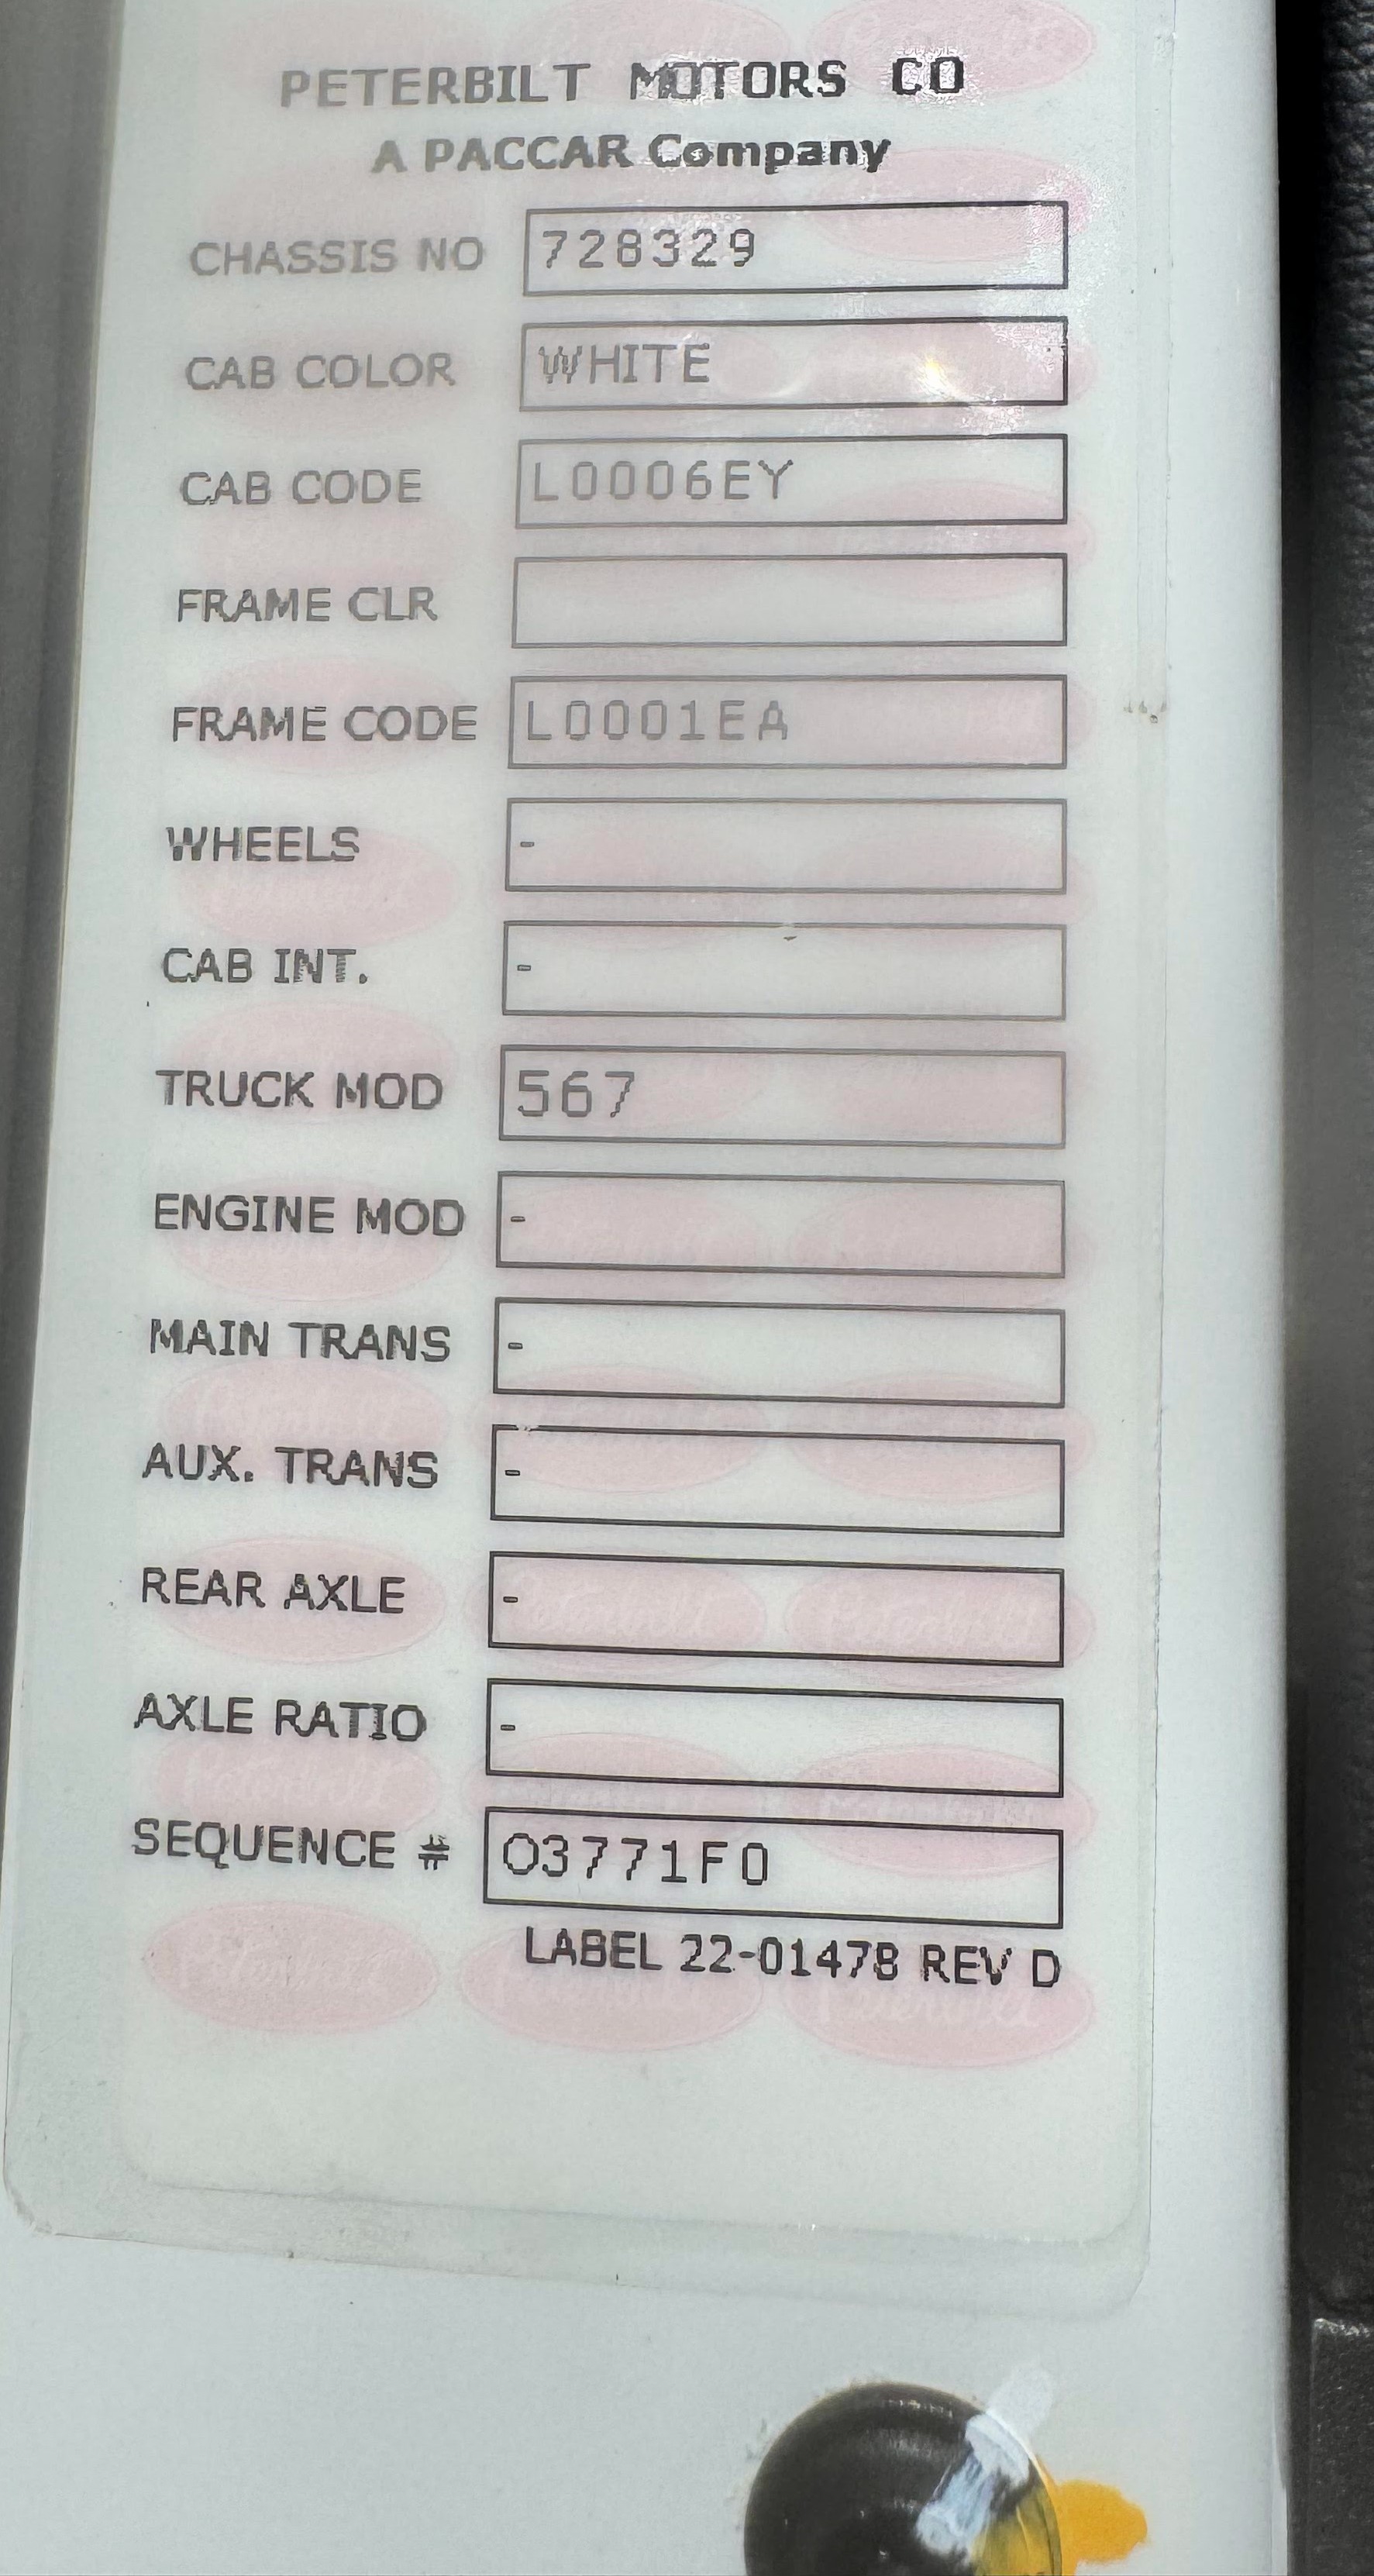 PETERBILT MOTORS CO
A PACCAR Company
CHASSIS NO 728329
CAB COLOR WHITE
CAB CODE L0006EY
FRAME CLR
FRAME CODE L0001EA
WHEELS -
CAB INT. -
TRUCK MOD 567
ENGINE MOD -
MAIN TRANS -
AUX. TRANS -
REAR AXLE -
AXLE RATIO -
SEQUENCE # O3771F0
LABEL 22-01478 REV D